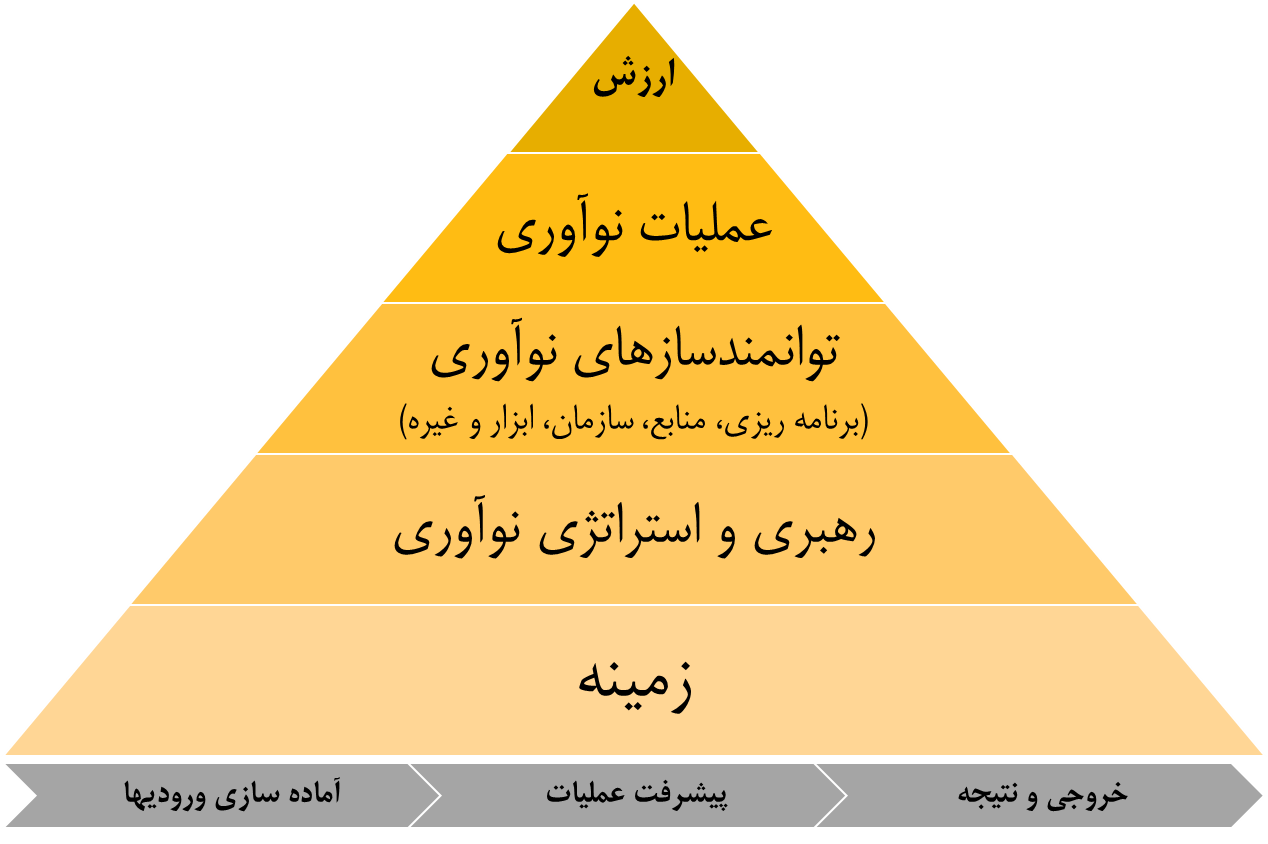 ارزش
عملیات نوآوری
توانمندسازهای نوآوری
(برنامه ریزی، منابع، سازمان، ابزار و غیره)
رهبری و استراتژی نوآوری
زمینه
آماده سازی ورودیها
پیشرفت عملیات
خروجی و نتیجه